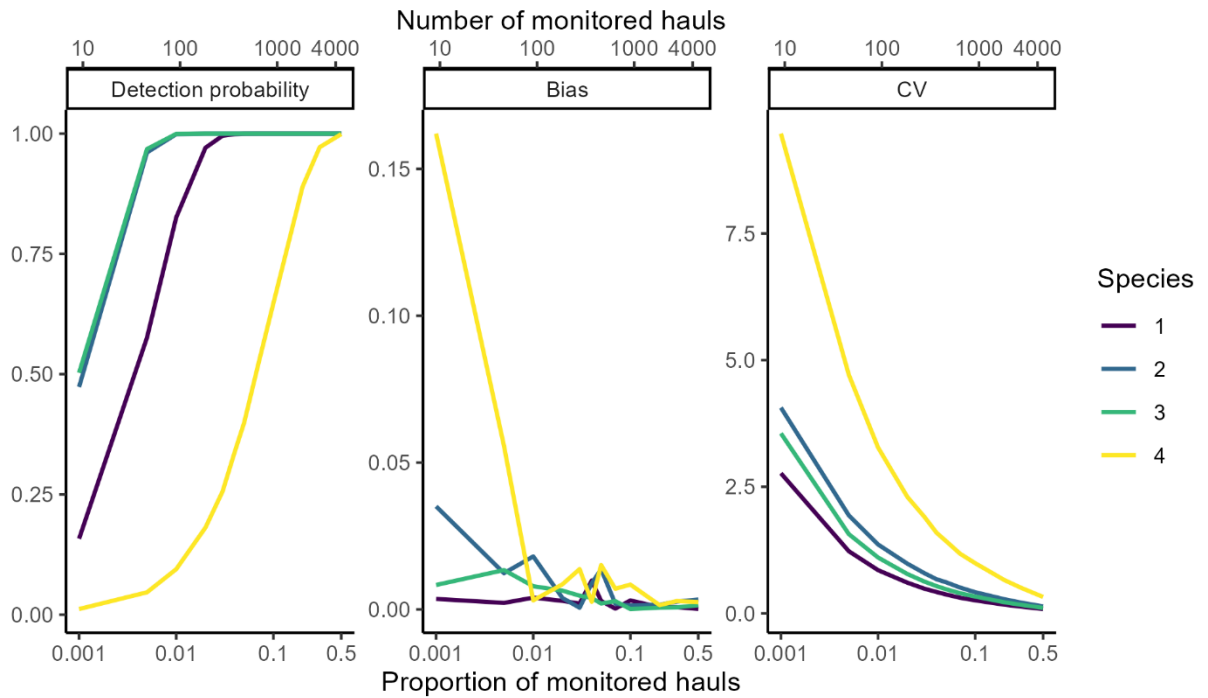 Number of monitored hauls
10 100 1000 4000 10 100 1000 4000 10 100 1000 4000
Detection probability Bias CV
1.00
0.75
0.50
0.25
0.00
0.15
0.10
0.05
0.00
7.5
5.0
2.5
0.0
0.001 0.01 0.1 0.5 0.001 0.01 0.1 0.5 0.001 0.01 0.1 0.5
Proportion of monitored hauls
Species
1
2
3
4